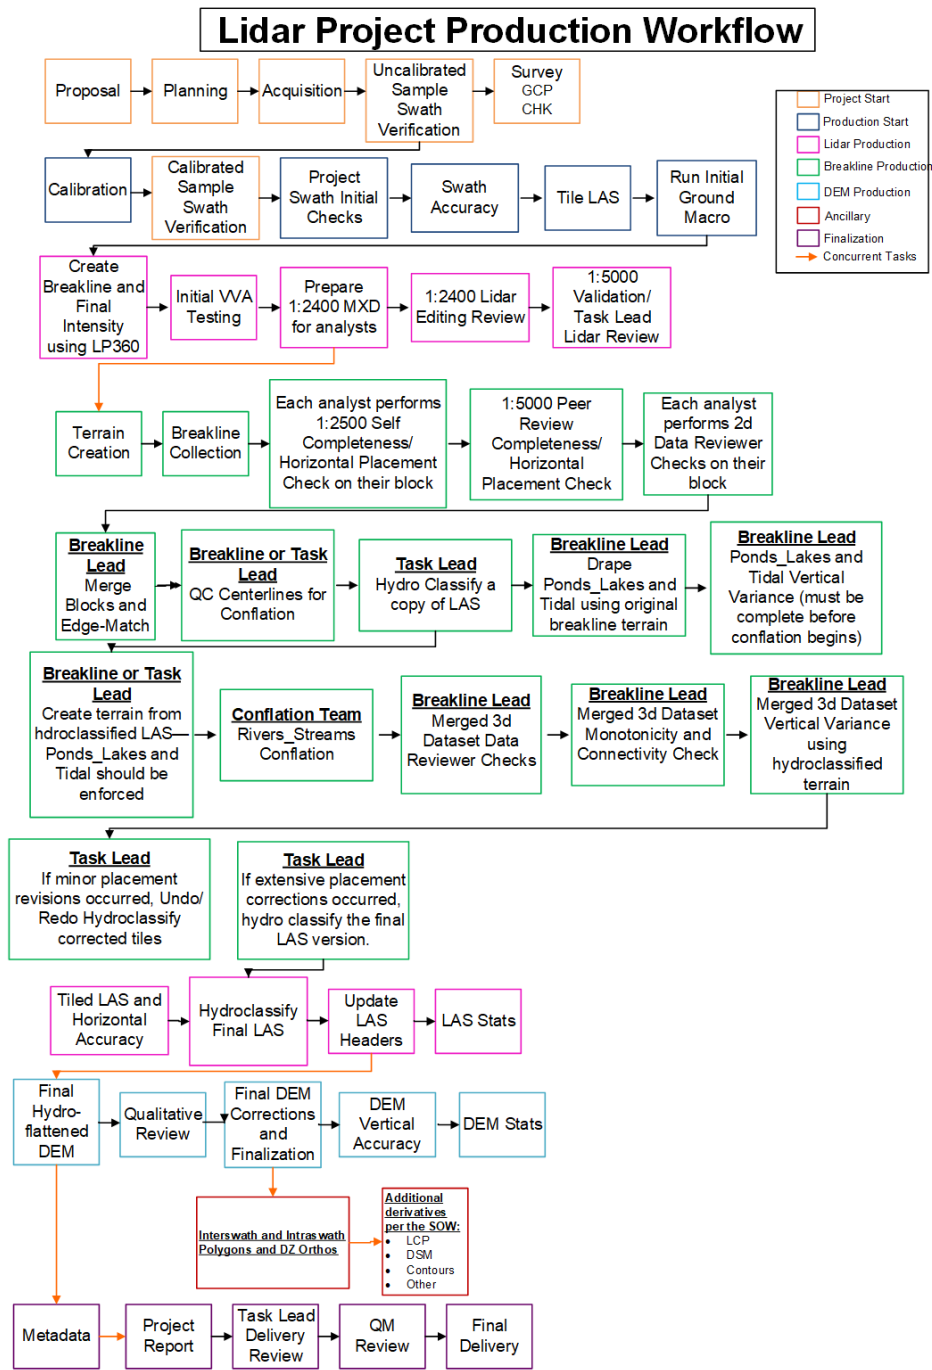 Lidar Project Production Workflow
Proposal
Planning
Acquisition
Uncalibrated
Sample
Swath
Verification
Survey
GCP
CHK
Project Start
Production Start
Lidar Production
Breakline Production
DEM Production
Ancillary
Finalization
Concurrent Tasks
Calibration
Calibrated
Sample
Swath
Verification
Project
Swath Initial
Checks
Swath
Accuracy
Tile LAS
Run Initial
Ground
Macro
Create
Breakline and
Final
Intensity
using LP360
Initial VVA
Testing
Prepare
1:2400 MXD
for analysts
1:2400 Lidar
Editing Review
1:5000
Validation/
Task Lead
Lidar Review
Terrain
Creation
Breakline
Collection
Each analyst performs
1:2500 Self
Completeness/
Horizontal Placement
Check on their block
1:5000 Peer
Review
Completeness/
Horizontal
Placement Check
Each analyst
performs 2d
Data Reviewer
Checks on their
block
Breakline
Lead
Merge
Blocks and
Edge-Match
Breakline or Task
Lead
QC Centerlines for
Conflation
Task Lead
Hydro Classify a
copy of LAS
Breakline Lead
Drape
Ponds_Lakes and
Tidal using original
breakline terrain
Breakline Lead
Ponds_Lakes and
Tidal Vertical
Variance (must be
complete before
conflation begins)
Breakline or Task
Lead
Create terrain from
hdroclassified LAS—
Ponds_Lakes and
Tidal should be
enforced
Conflation Team
Rivers_Streams
Conflation
Breakline Lead
Merged 3d
Dataset Data
Reviewer Checks
Breakline Lead
Merged 3d Dataset
Monotonicity and
Connectivity Check
Breakline Lead
Merged 3d Dataset
Vertical Variance
using
hydroclassified
terrain
Task Lead
If minor placement
revisions occurred, Undo/
Redo Hydroclassify
corrected tiles
Task Lead
If extensive placement
corrections occurred,
hydro classify the final
LAS version.
Tiled LAS and
Horizontal
Accuracy
Hydroclassify
Final LAS
Update
LAS
Headers
LAS Stats
Final
Hydro-
flattened
DEM
Qualitative
Review
Final DEM
Corrections
and
Finalization
DEM
Vertical
Accuracy
DEM Stats
Interswath and Intraswath
Polygons and DZ Orthos
Additional
derivatives
per the SOW:
• LCP
• DSM
• Contours
• Other
Metadata
Project
Report
Task Lead
Delivery
Review
QM
Review
Final
Delivery